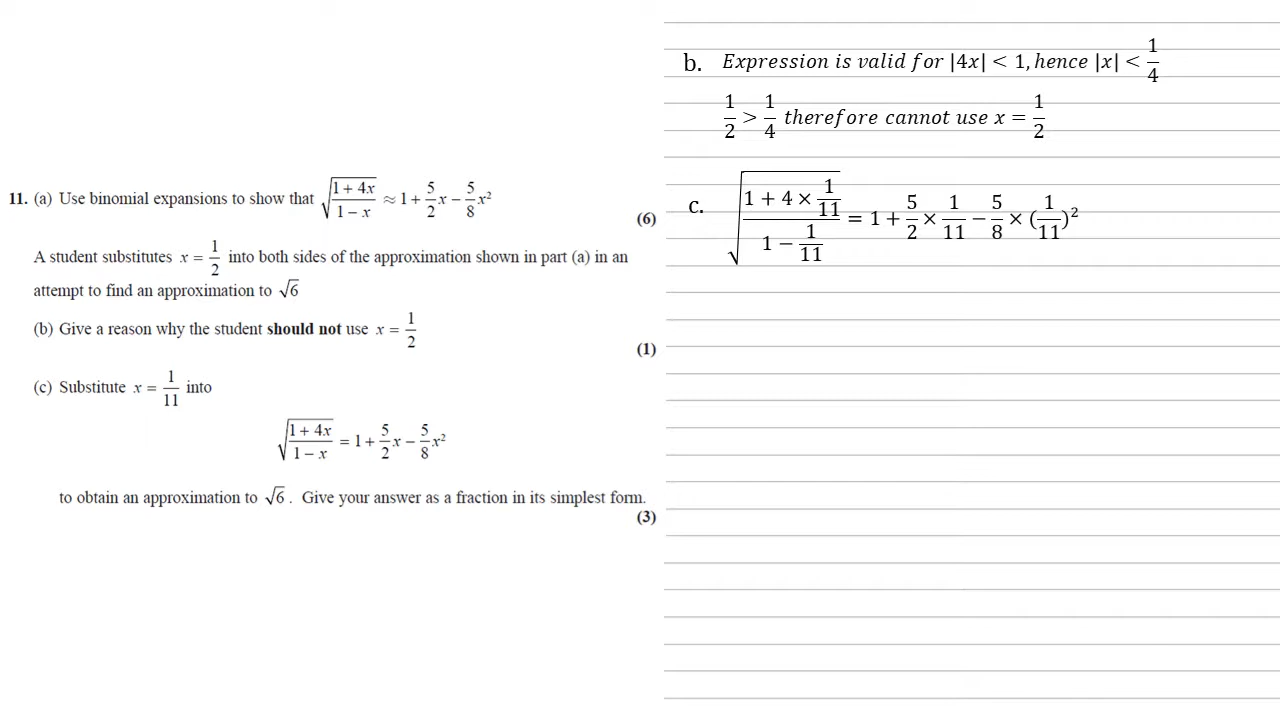 11. (a) Use binomial expansions to show that √((1 + 4x)/(1 − x)) ≈ 1 + 5/2 x − 5/8 x²
(6)
A student substitutes x = 1/2 into both sides of the approximation shown in part (a) in an
attempt to find an approximation to √6
(b) Give a reason why the student should not use x = 1/2
(1)
(c) Substitute x = 1/11 into
√((1 + 4x)/(1 − x)) = 1 + 5/2 x − 5/8 x²
to obtain an approximation to √6 . Give your answer as a fraction in its simplest form.
(3)
b. Expression is valid for |4x| < 1, hence |x| < 1/4
1/2 > 1/4 therefore cannot use x = 1/2
c. √((1 + 4 × 1/11)/(1 − 1/11)) = 1 + 5/2 × 1/11 − 5/8 × (1/11)²